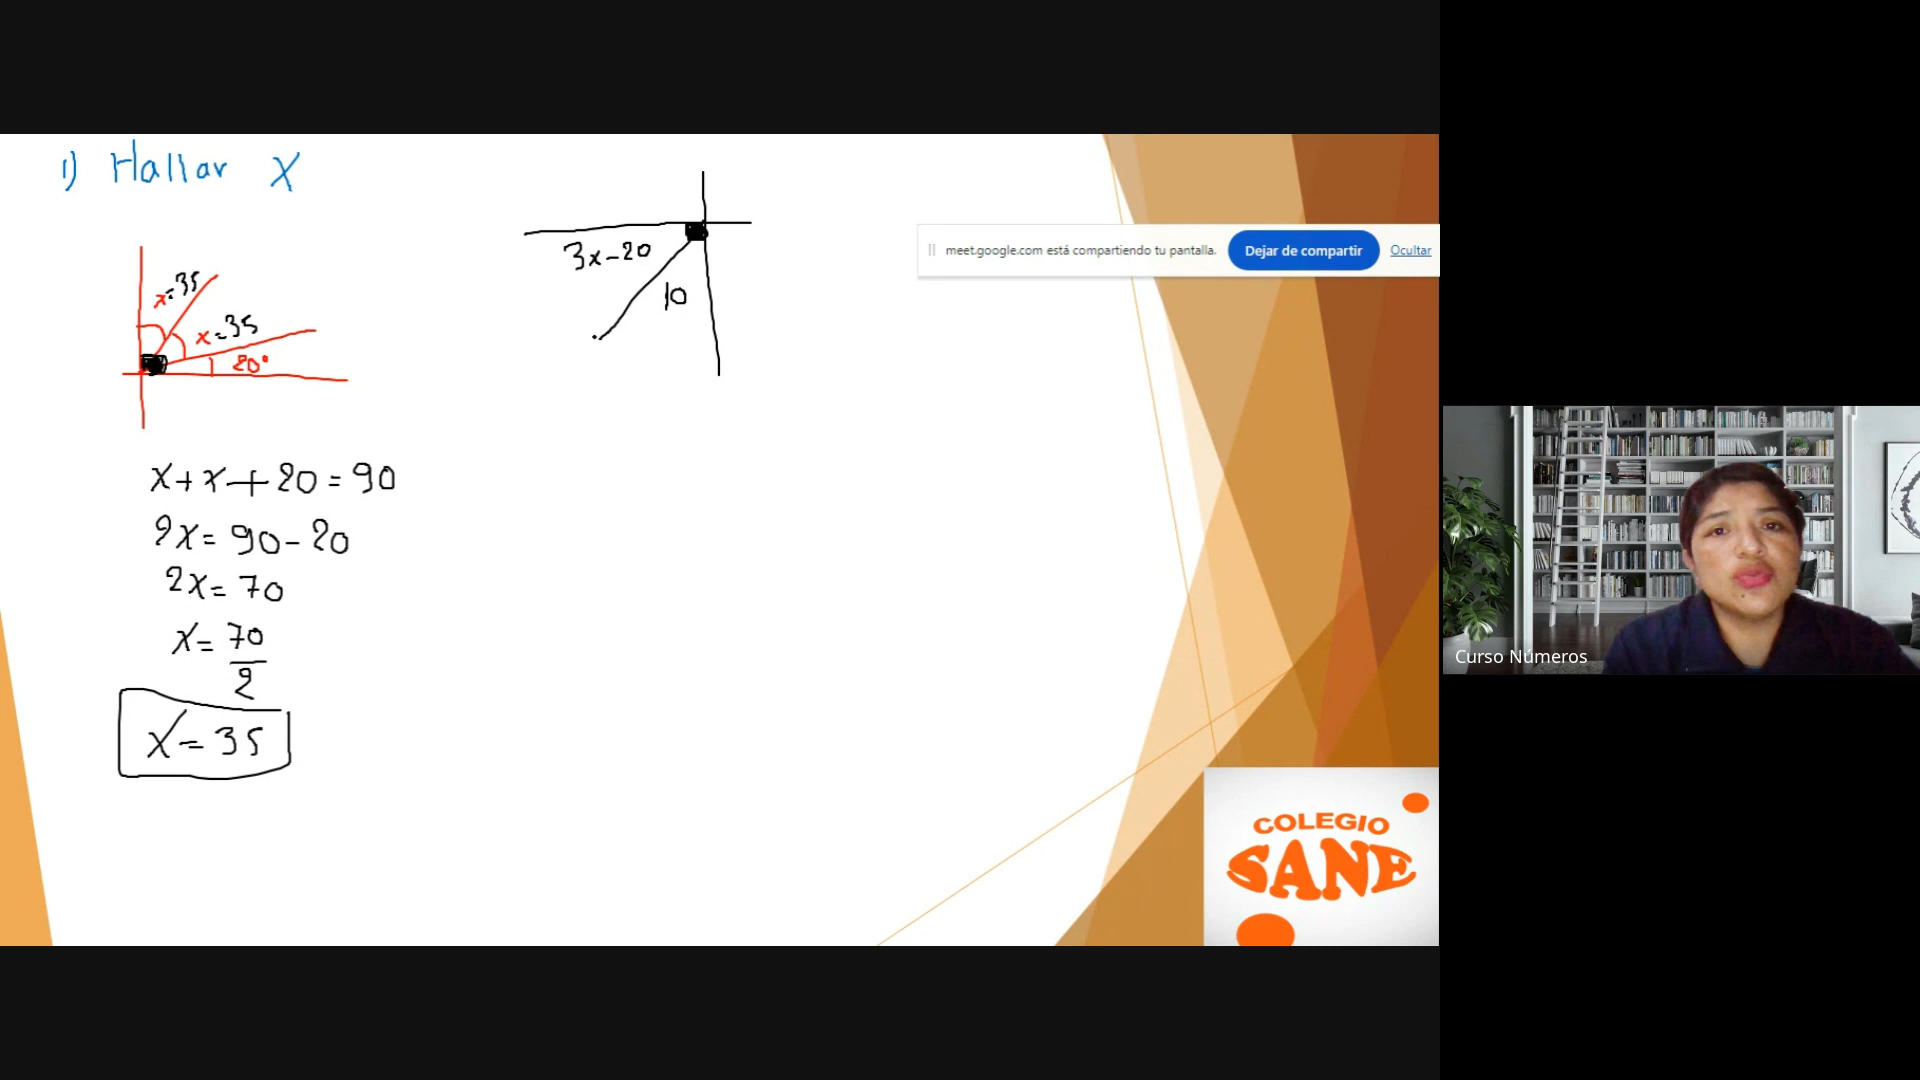 1) Hallar X
x=35
x=35
20°
x+x+20=90
2x=90-20
2x=70
x=70
2
x=35
3x-20
10
meet.google.com está compartiendo tu pantalla.
Dejar de compartir
Ocultar
COLEGIO
SANE
Curso Números